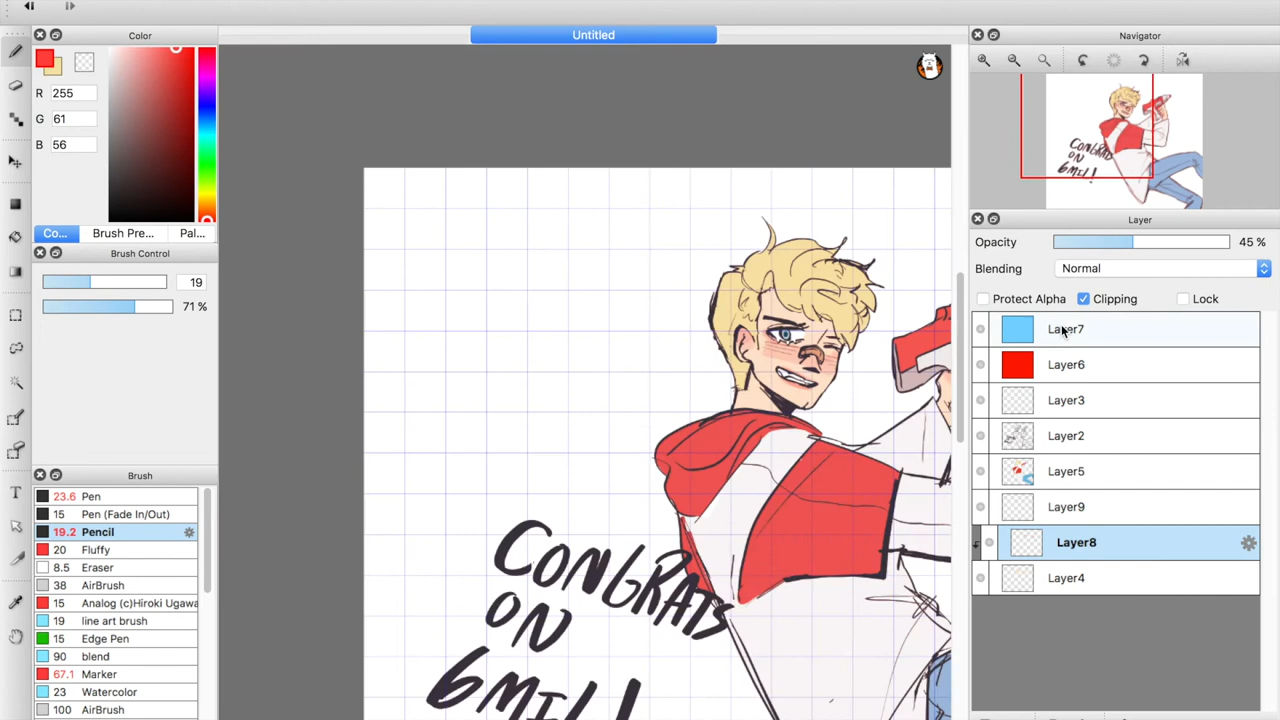 Color
Untitled
Navigator
R 255
G 61
B 56
Co... Brush Pre... Pal...
Brush Control
19
71 %
Brush
23.6 Pen
15 Pen (Fade In/Out)
19.2 Pencil
20 Fluffy
8.5 Eraser
38 AirBrush
15 Analog (c)Hiroki Ugawa
19 line art brush
15 Edge Pen
90 blend
67.1 Marker
23 Watercolor
100 AirBrush
CONGRATS
ON
6MIL!
CONGRATS
ON
6MIL!
Layer
Opacity 45 %
Blending Normal
Protect Alpha Clipping Lock
Layer7
Layer6
Layer3
Layer2
Layer5
Layer9
Layer8
Layer4